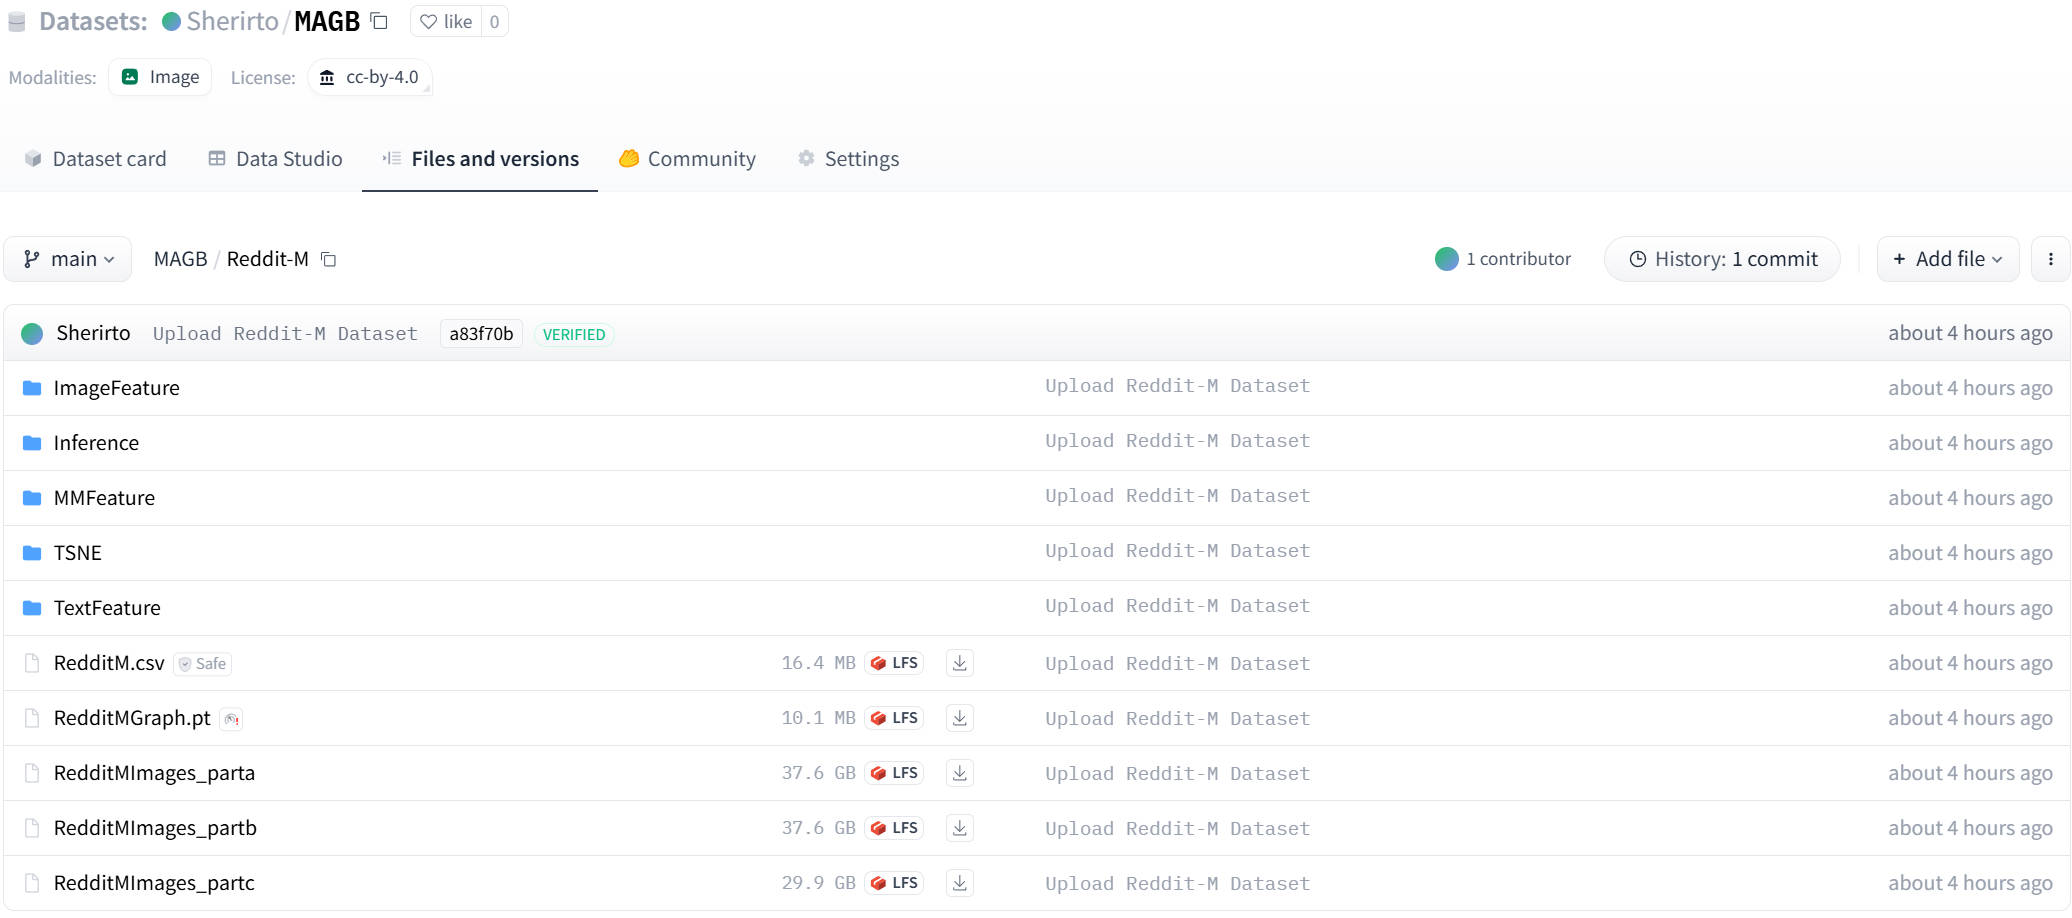 Datasets: Sherirto/MAGB like 0
Modalities: Image License: cc-by-4.0
Dataset card Data Studio Files and versions Community Settings
main MAGB / Reddit-M 1 contributor History: 1 commit + Add file
Sherirto Upload Reddit-M Dataset a83f70b VERIFIED about 4 hours ago
ImageFeature Upload Reddit-M Dataset about 4 hours ago
Inference Upload Reddit-M Dataset about 4 hours ago
MMFeature Upload Reddit-M Dataset about 4 hours ago
TSNE Upload Reddit-M Dataset about 4 hours ago
TextFeature Upload Reddit-M Dataset about 4 hours ago
RedditM.csv Safe 16.4 MB LFS Upload Reddit-M Dataset about 4 hours ago
RedditMGraph.pt 10.1 MB LFS Upload Reddit-M Dataset about 4 hours ago
RedditMImages_parta 37.6 GB LFS Upload Reddit-M Dataset about 4 hours ago
RedditMImages_partb 37.6 GB LFS Upload Reddit-M Dataset about 4 hours ago
RedditMImages_partc 29.9 GB LFS Upload Reddit-M Dataset about 4 hours ago